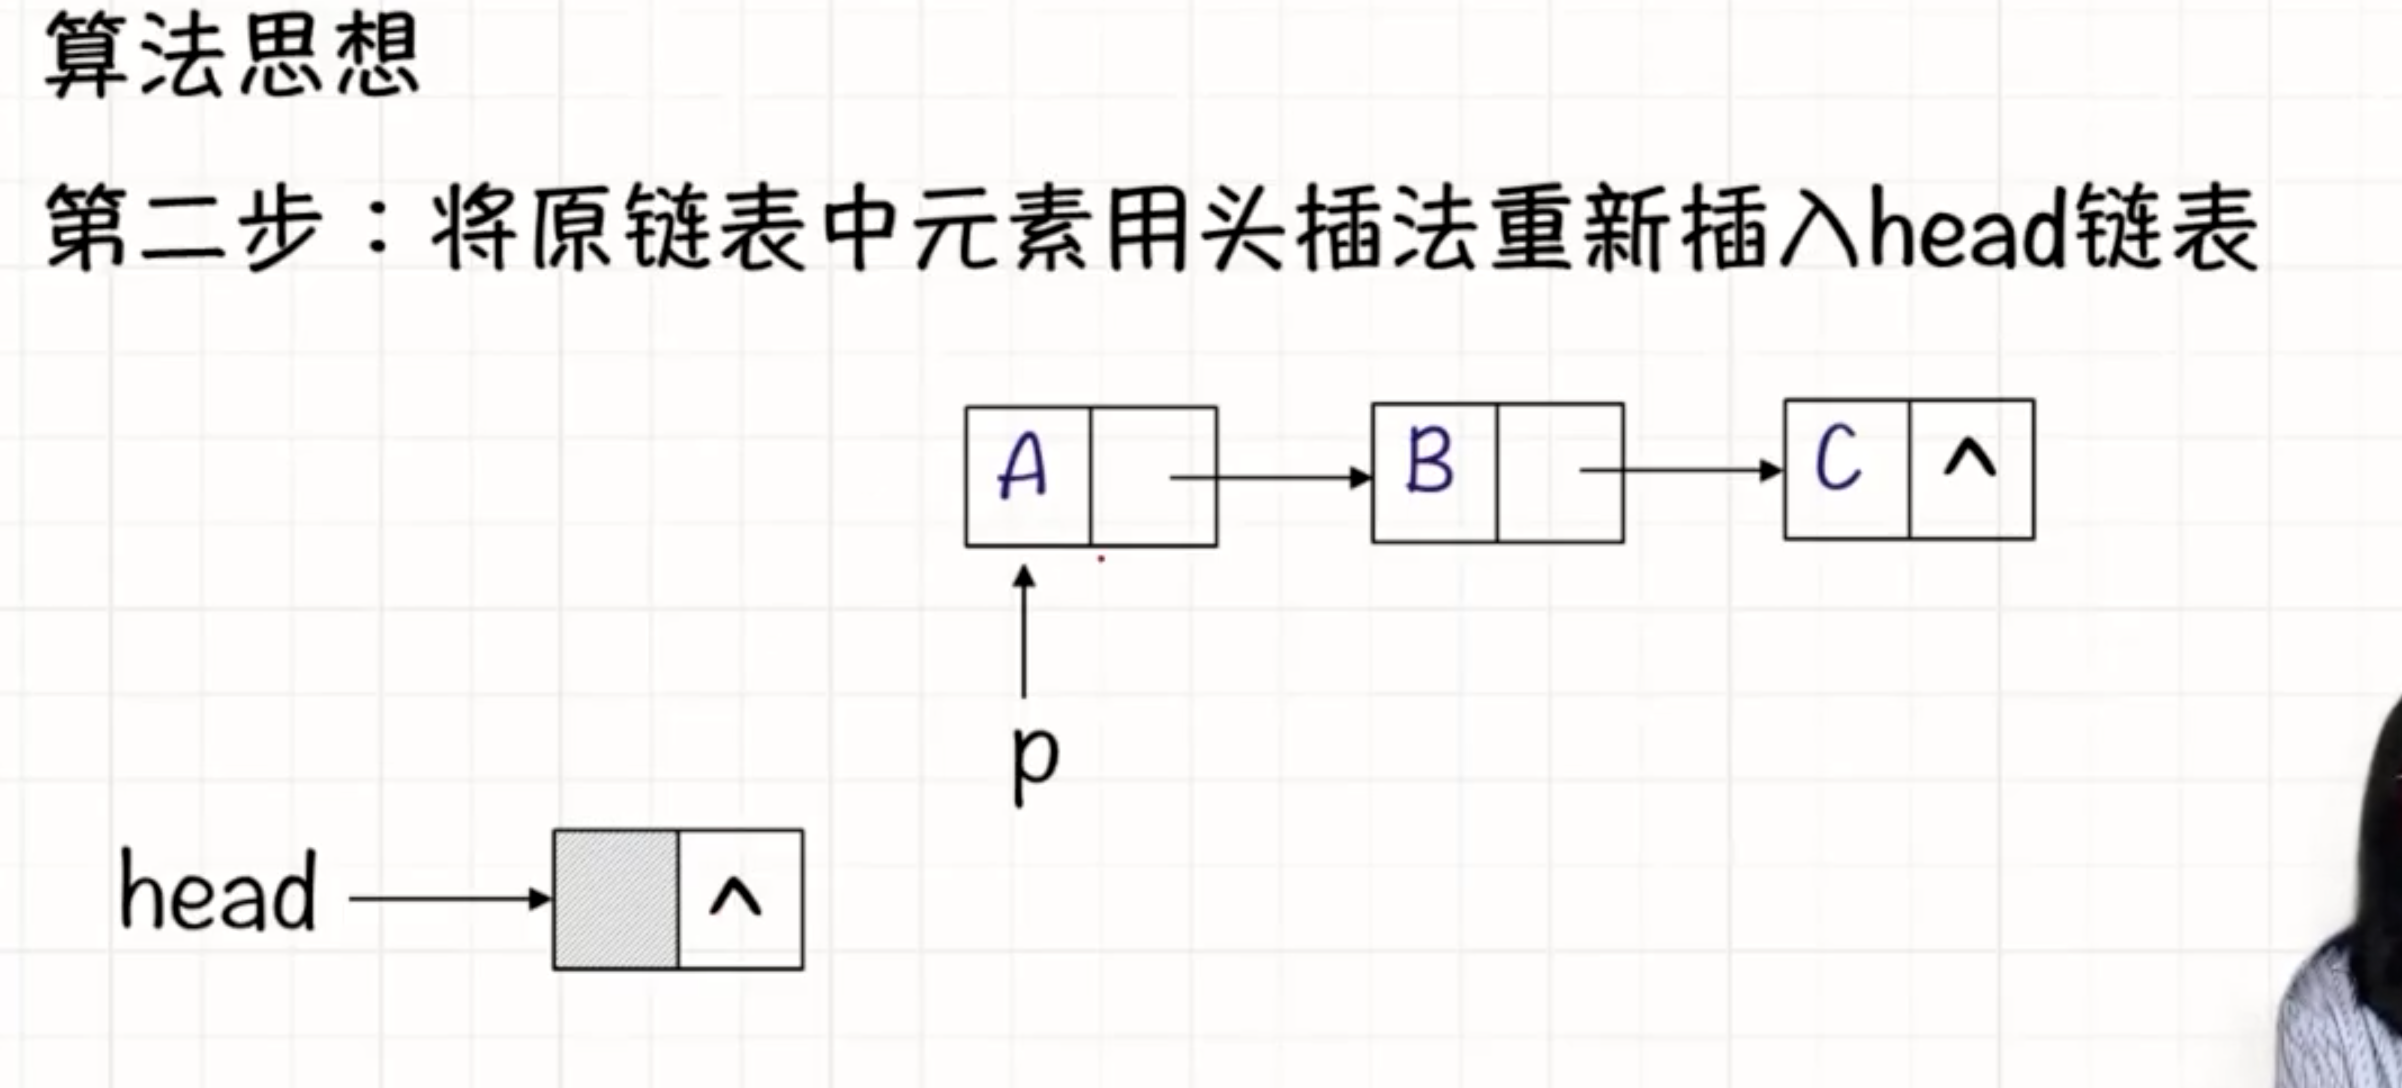 算法思想
第二步：将原链表中元素用头插法重新插入head链表
A B C ^
p
head ^